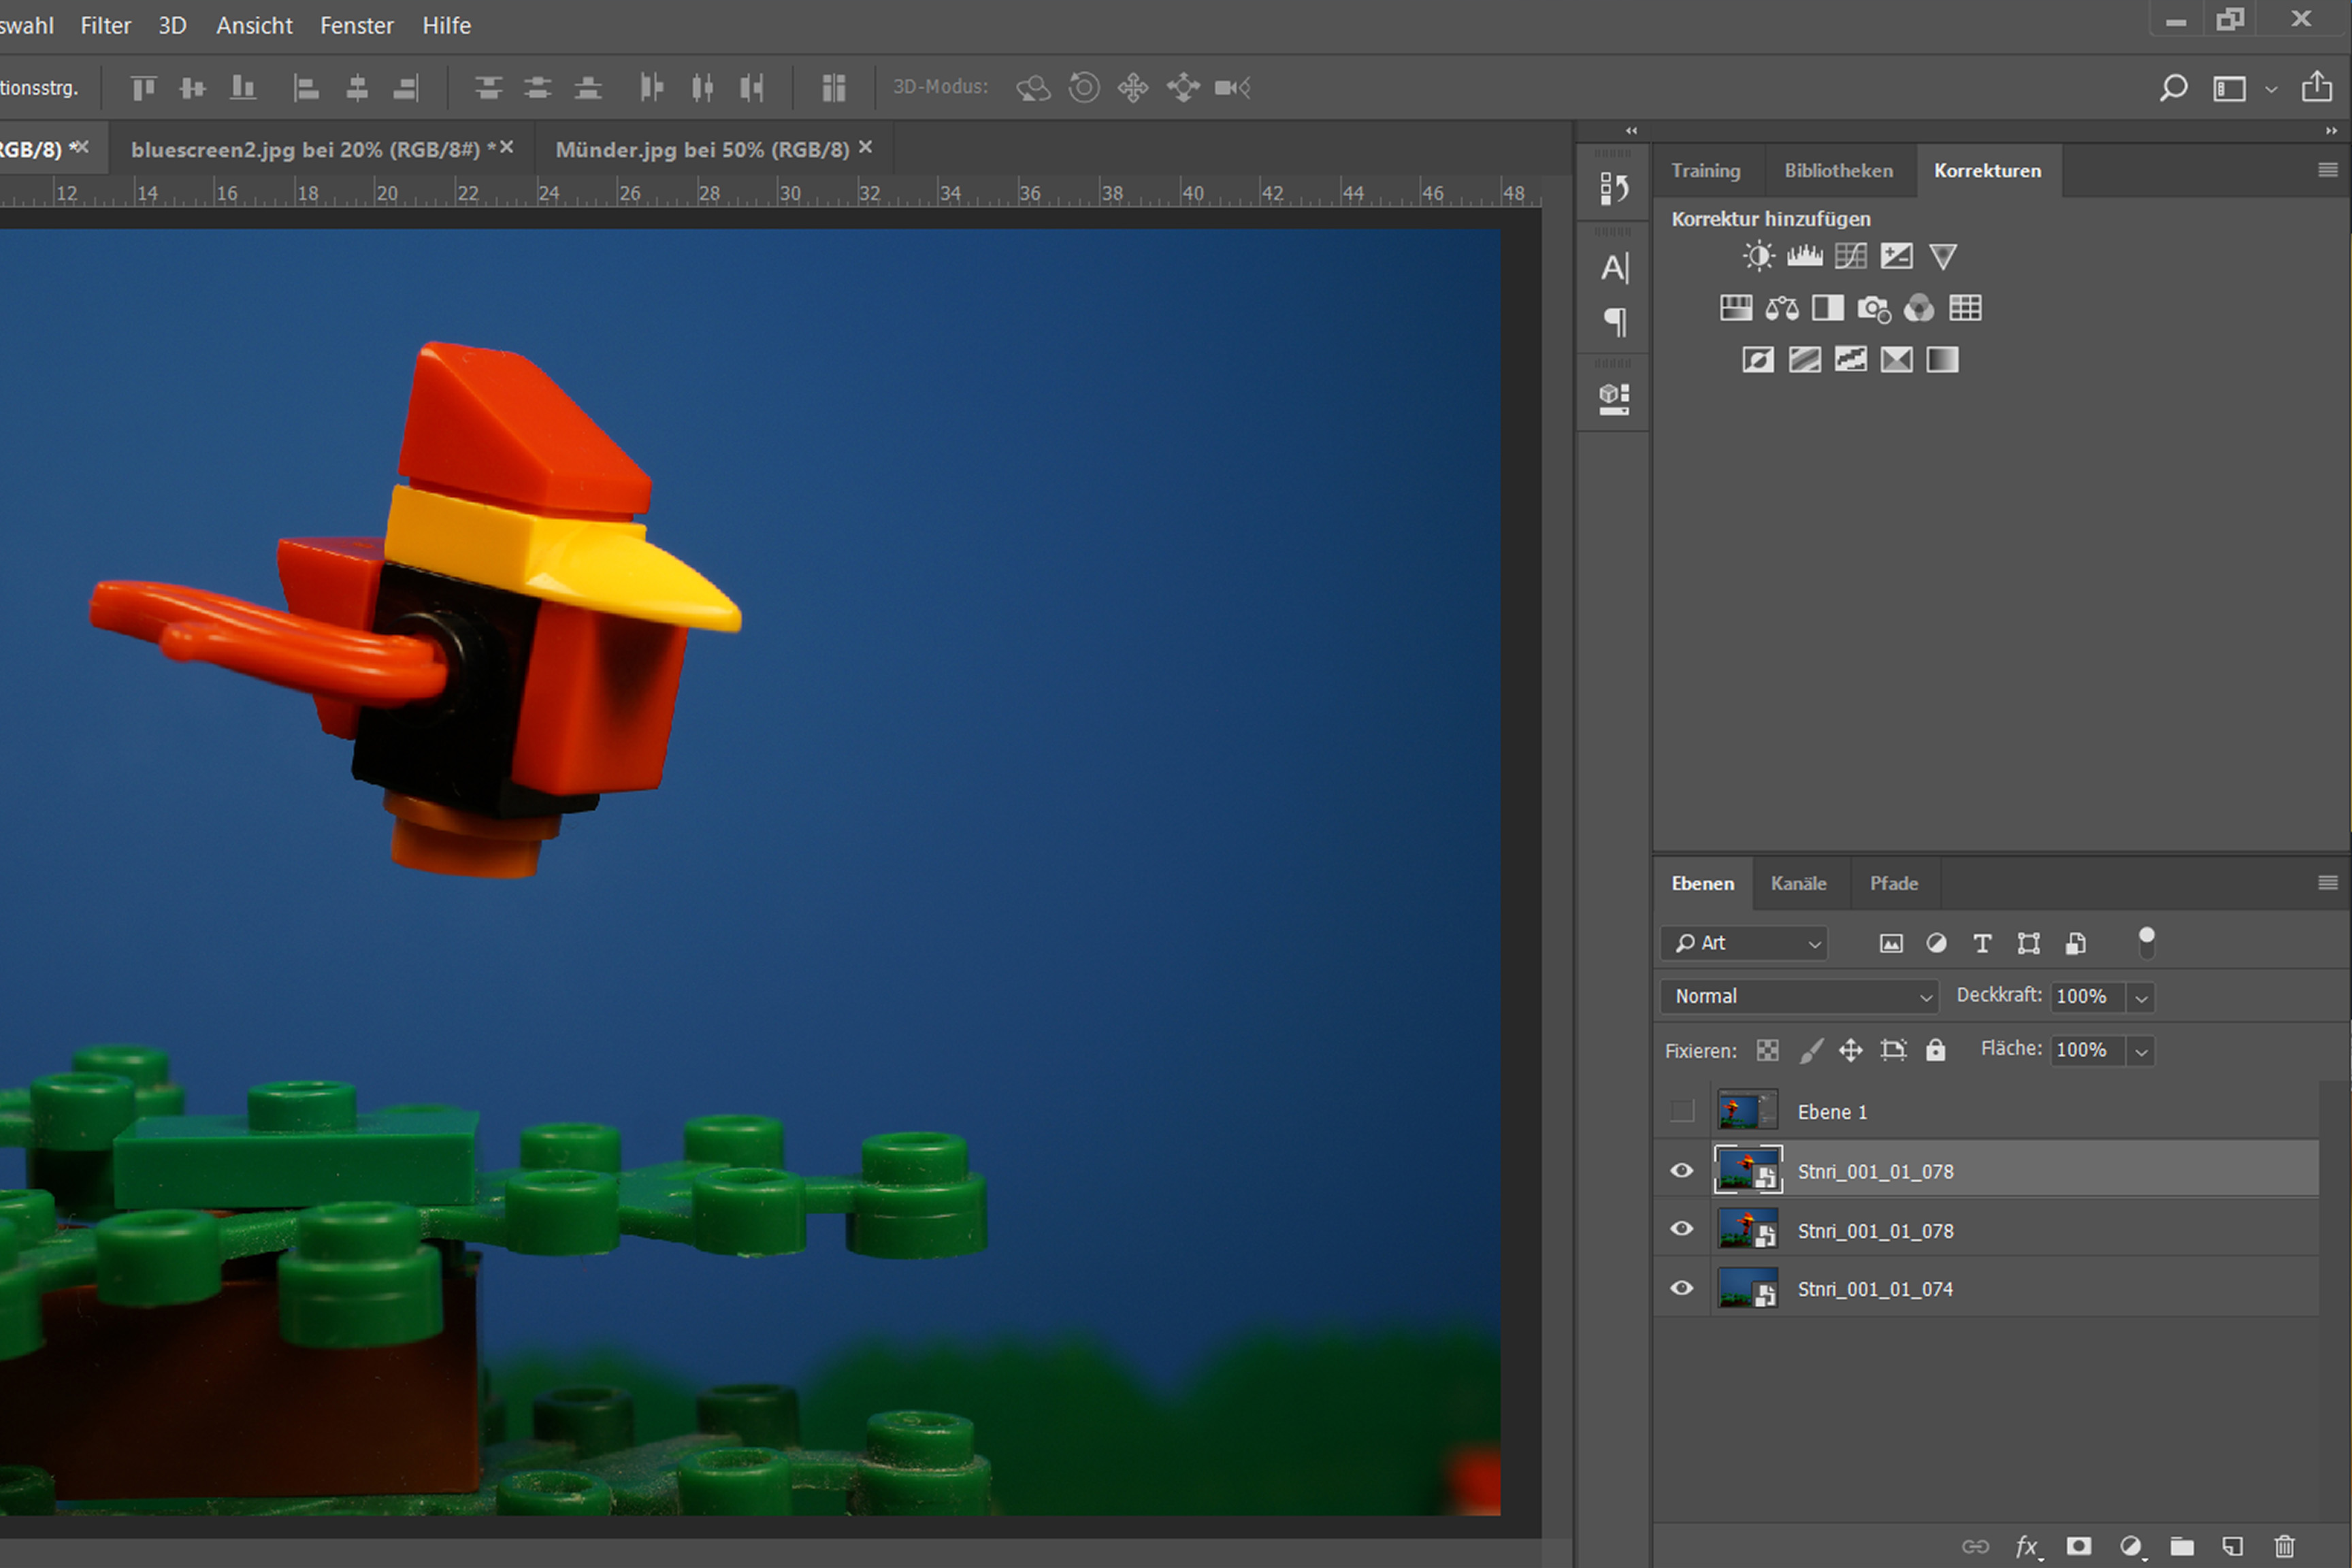 swahl Filter 3D Ansicht Fenster Hilfe
tionsstrg. 3D-Modus:
RGB/8) * bluescreen2.jpg bei 20% (RGB/8#) * Münder.jpg bei 50% (RGB/8)
12 14 16 18 20 22 24 26 28 30 32 34 36 38 40 42 44 46 48
Training Bibliotheken Korrekturen
Korrektur hinzufügen
Ebenen Kanäle Pfade
Art
Normal Deckkraft: 100%
Fixieren: Fläche: 100%
Ebene 1
Stnri_001_01_078
Stnri_001_01_078
Stnri_001_01_074
fx